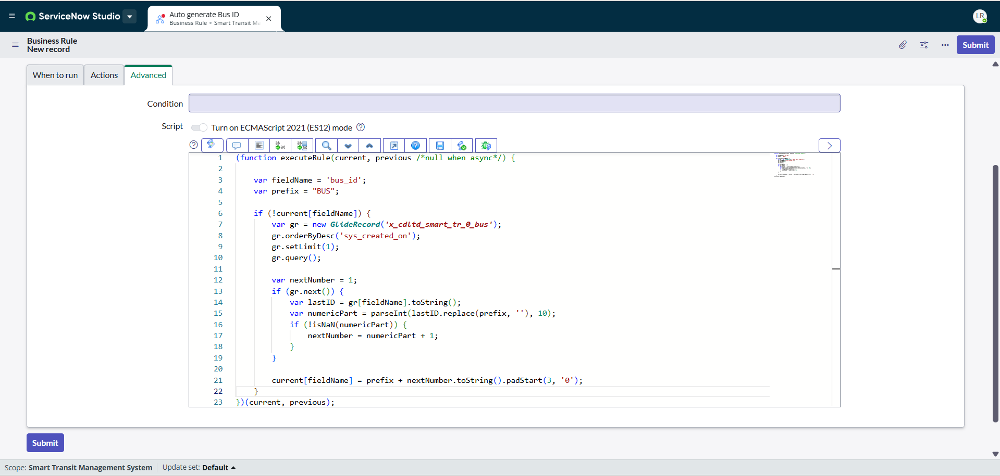 ServiceNow Studio
Auto generate Bus ID
Business Rule • Smart Transit Ma
LR
Business Rule
New record
Submit
When to run
Actions
Advanced
Condition
Script
Turn on ECMAScript 2021 (ES12) mode
1 (function executeRule(current, previous /*null when async*/) {
2
3     var fieldName = 'bus_id';
4     var prefix = "BUS";
5
6     if (!current[fieldName]) {
7         var gr = new GlideRecord('x_cdltd_smart_tr_0_bus');
8         gr.orderByDesc('sys_created_on');
9         gr.setLimit(1);
10         gr.query();
11
12         var nextNumber = 1;
13         if (gr.next()) {
14             var lastID = gr[fieldName].toString();
15             var numericPart = parseInt(lastID.replace(prefix, ''), 10);
16             if (!isNaN(numericPart)) {
17                 nextNumber = numericPart + 1;
18             }
19         }
20
21         current[fieldName] = prefix + nextNumber.toString().padStart(3, '0');
22     }
23 })(current, previous);
Submit
Scope: Smart Transit Management System
Update set: Default